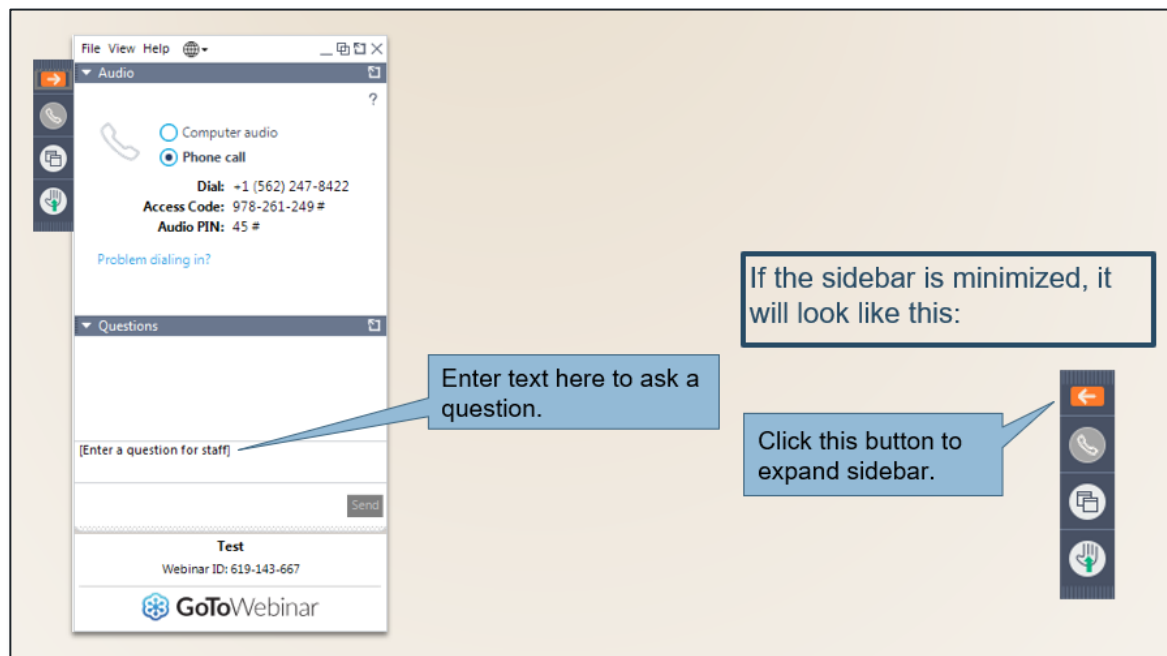 File View Help
Audio
?
Computer audio
Phone call
Dial: +1 (562) 247-8422
Access Code: 978-261-249 #
Audio PIN: 45 #
Problem dialing in?
Questions
[Enter a question for staff]
Send
Test
Webinar ID: 619-143-667
GoToWebinar
Enter text here to ask a
question.
If the sidebar is minimized, it
will look like this:
Click this button to
expand sidebar.